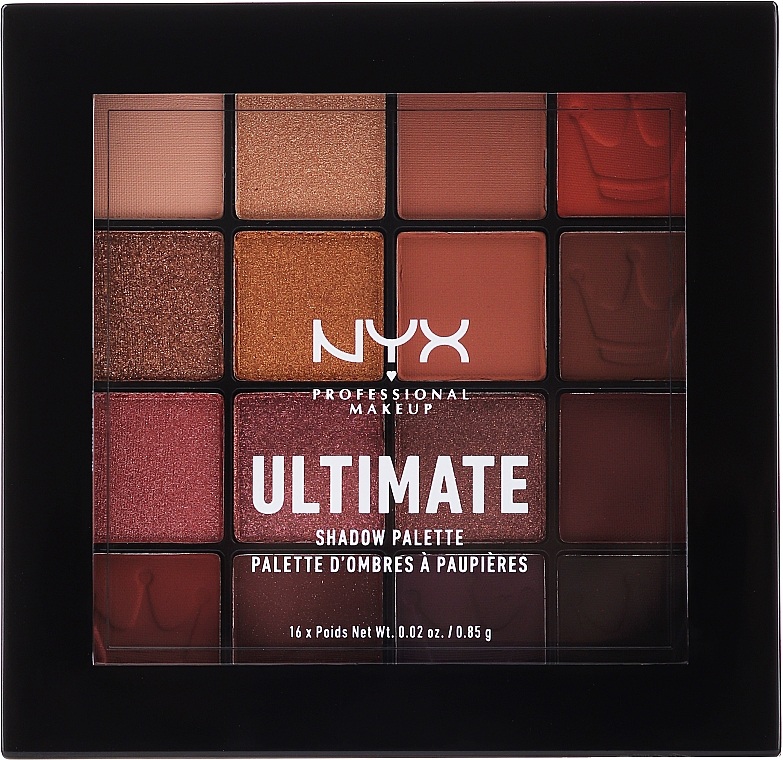 NYX
PROFESSIONAL
MAKEUP
ULTIMATE
SHADOW PALETTE
PALETTE D'OMBRES À PAUPIÈRES
16 x Poids Net Wt. 0.02 oz. / 0.85 g